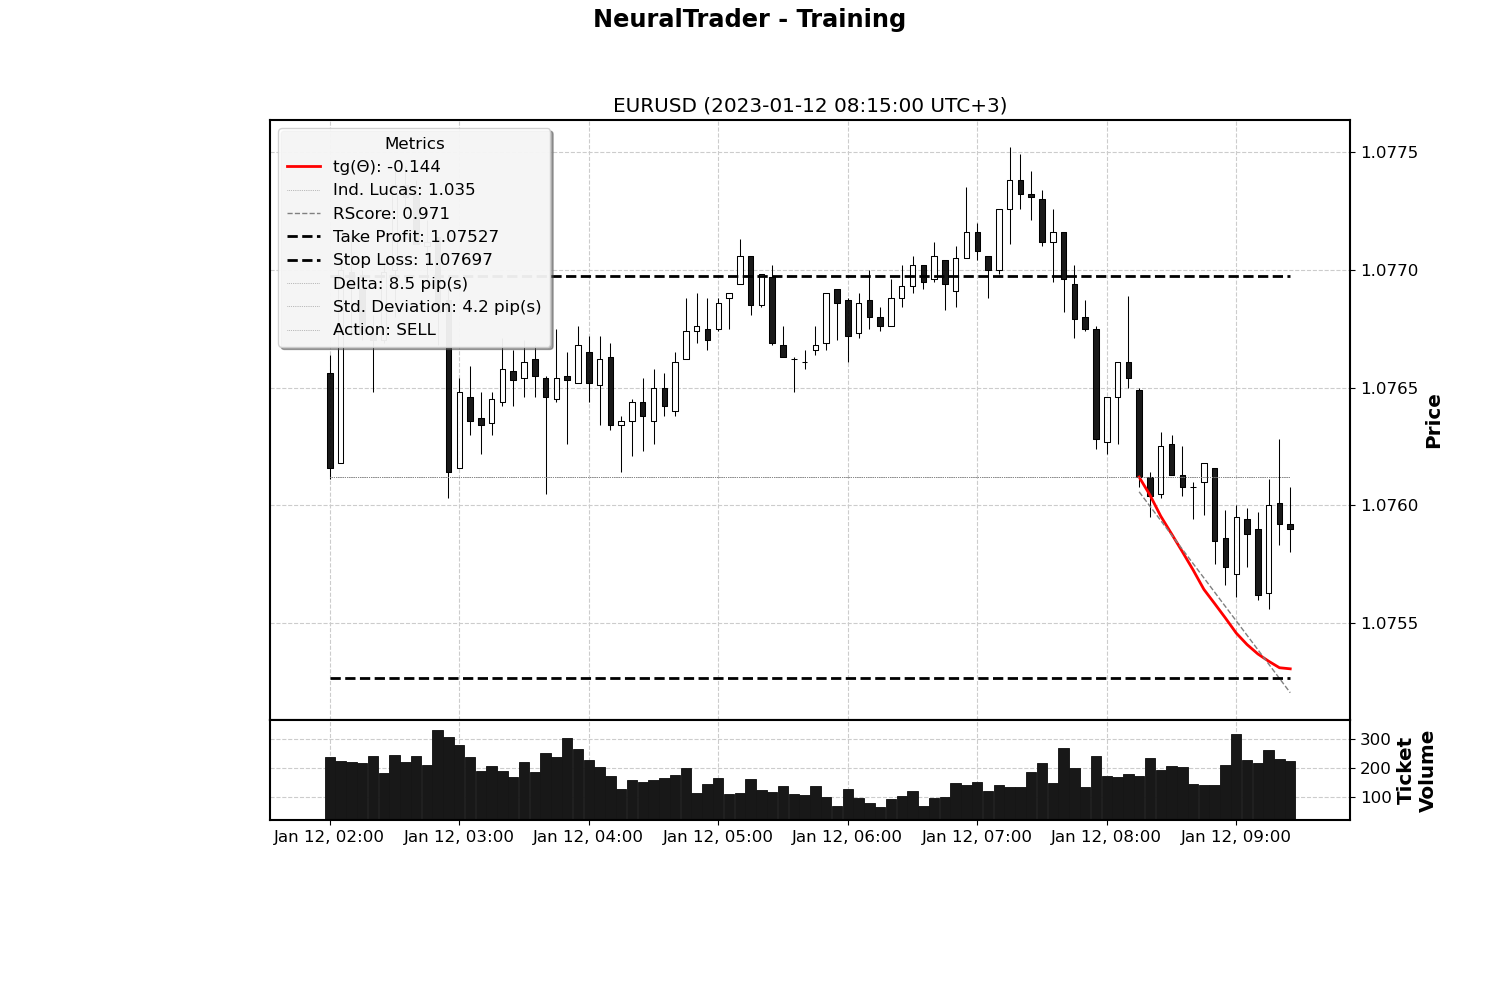 NeuralTrader - Training
EURUSD (2023-01-12 08:15:00 UTC+3)
Metrics
tg(Θ): -0.144
Ind. Lucas: 1.035
RScore: 0.971
Take Profit: 1.07527
Stop Loss: 1.07697
Delta: 8.5 pip(s)
Std. Deviation: 4.2 pip(s)
Action: SELL
1.0775
1.0770
1.0765
1.0760
1.0755
Price
300
200
100
Ticket
Volume
Jan 12, 02:00
Jan 12, 03:00
Jan 12, 04:00
Jan 12, 05:00
Jan 12, 06:00
Jan 12, 07:00
Jan 12, 08:00
Jan 12, 09:00